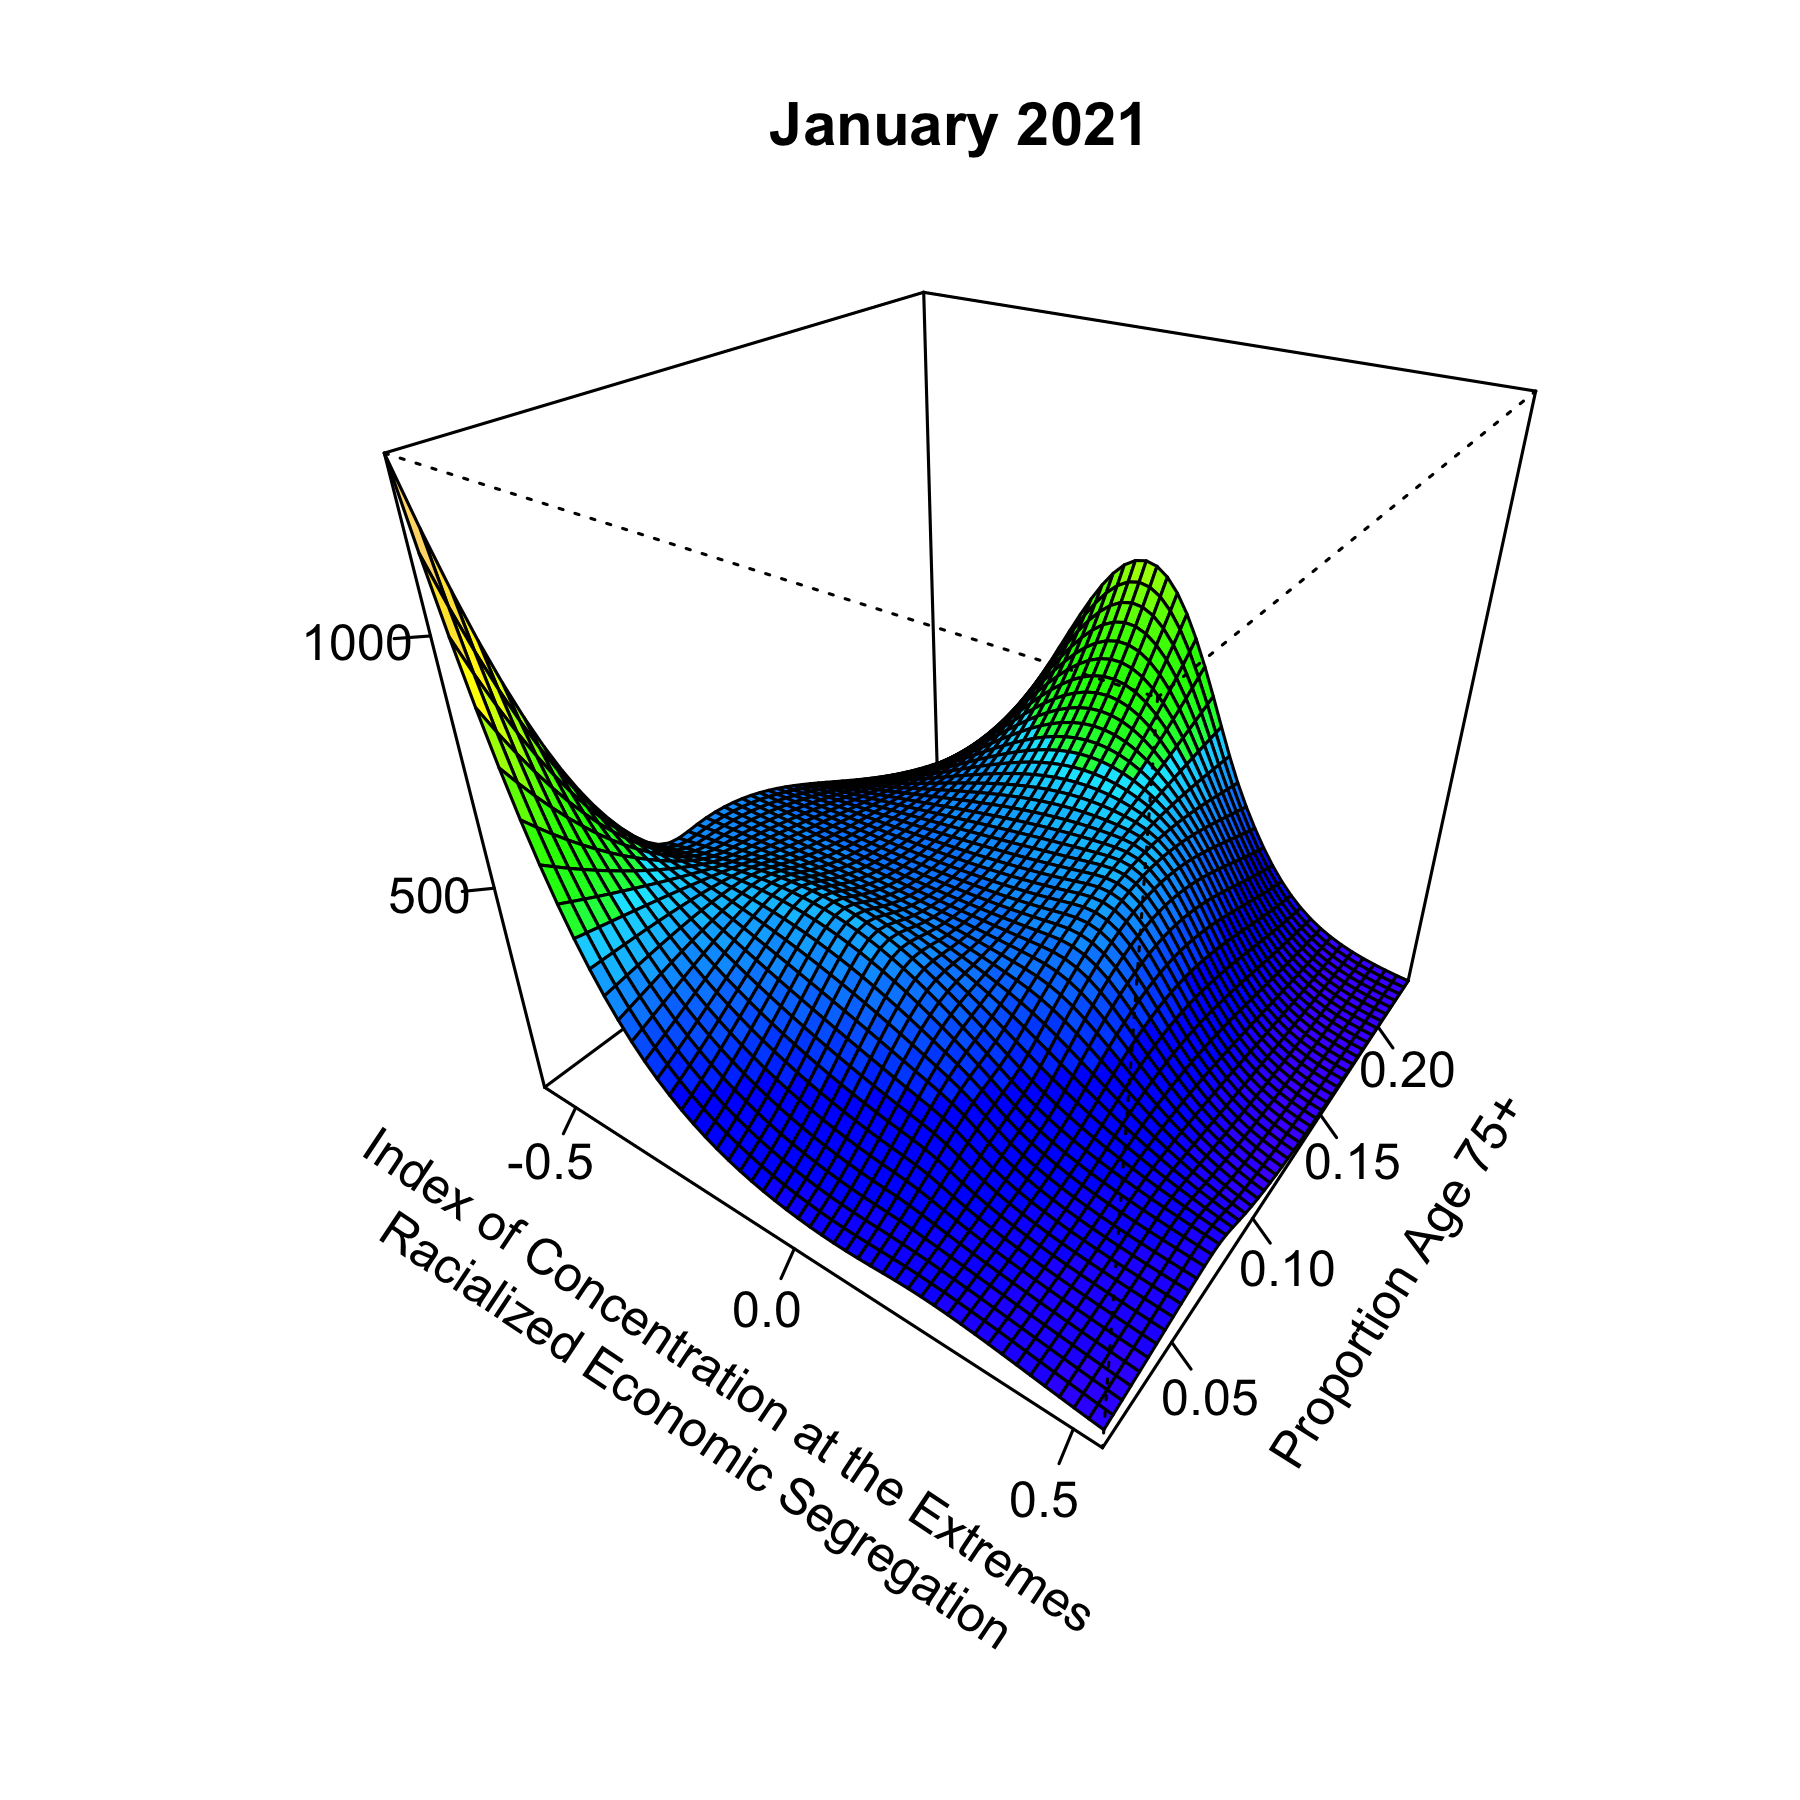 January 2021
1000
500
-0.5
0.0
0.5
0.20
0.15
0.10
0.05
Index of Concentration at the Extremes
Racialized Economic Segregation
Proportion Age 75+